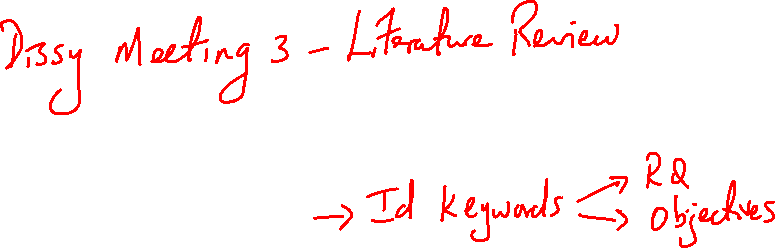 Dissy Meeting 3 - Literature Review
→ Id Keywords → RQ
→ Objectives